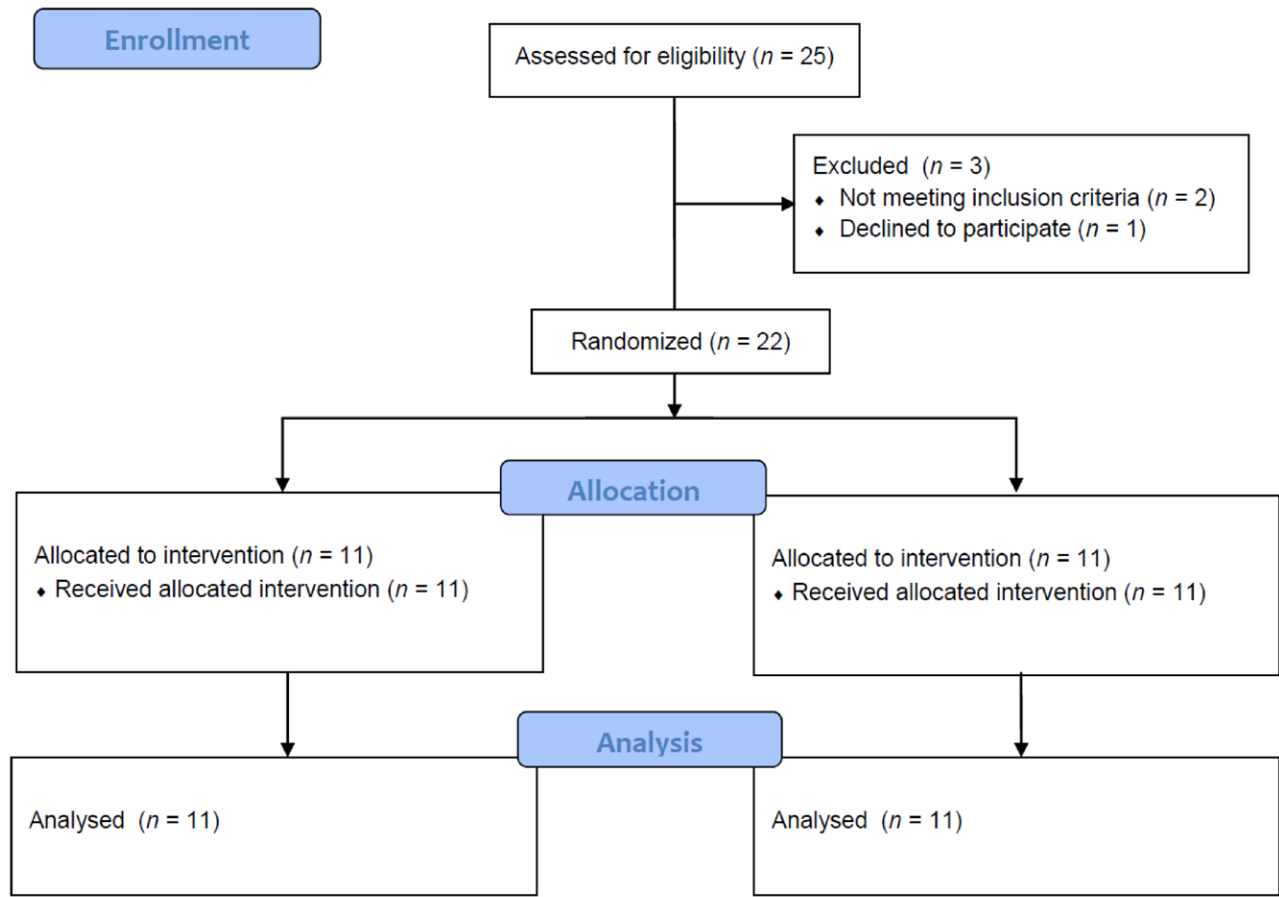 Enrollment
Assessed for eligibility (n = 25)
Excluded (n = 3)
⬧ Not meeting inclusion criteria (n = 2)
⬧ Declined to participate (n = 1)
Randomized (n = 22)
Allocation
Allocated to intervention (n = 11)
⬧ Received allocated intervention (n = 11)
Allocated to intervention (n = 11)
⬧ Received allocated intervention (n = 11)
Analysis
Analysed (n = 11)
Analysed (n = 11)